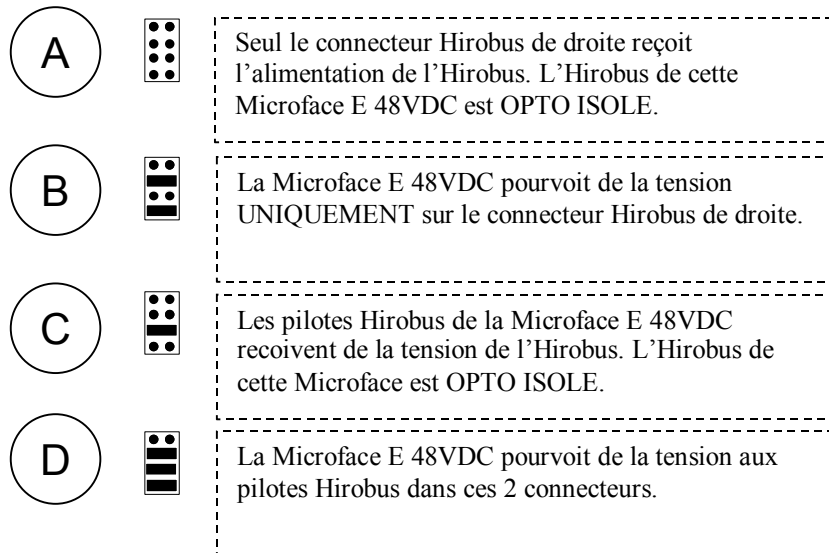 A
Seul le connecteur Hirobus de droite reçoit
l’alimentation de l’Hirobus. L’Hirobus de cette
Microface E 48VDC est OPTO ISOLE.
B
La Microface E 48VDC pourvoit de la tension
UNIQUEMENT sur le connecteur Hirobus de droite.
C
Les pilotes Hirobus de la Microface E 48VDC
recoivent de la tension de l’Hirobus. L’Hirobus de
cette Microface est OPTO ISOLE.
D
La Microface E 48VDC pourvoit de la tension aux
pilotes Hirobus dans ces 2 connecteurs.